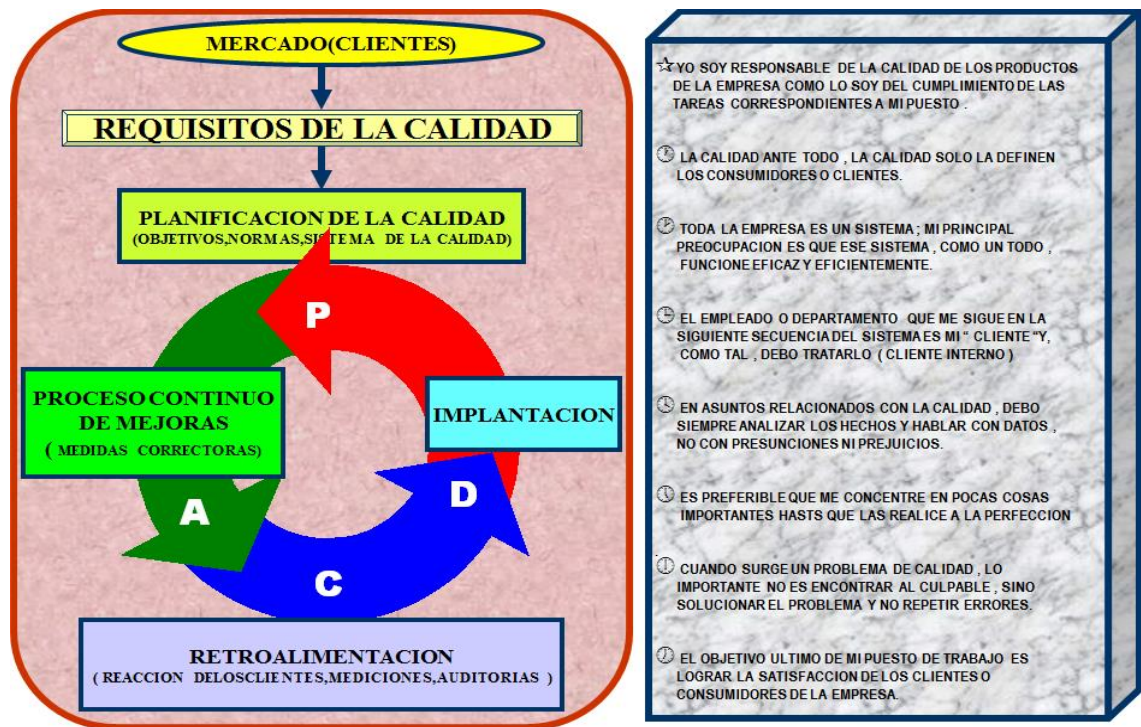 MERCADO(CLIENTES)
REQUISITOS DE LA CALIDAD
PLANIFICACION DE LA CALIDAD
(OBJETIVOS,NORMAS,SISTEMA DE LA CALIDAD)
P
PROCESO CONTINUO
DE MEJORAS
( MEDIDAS CORRECTORAS)
IMPLANTACION
A
D
C
RETROALIMENTACION
( REACCION DELOSCLIENTES,MEDICIONES,AUDITORIAS )
YO SOY RESPONSABLE DE LA CALIDAD DE LOS PRODUCTOS
DE LA EMPRESA COMO LO SOY DEL CUMPLIMIENTO DE LAS
TAREAS CORRESPONDIENTES A MI PUESTO .
LA CALIDAD ANTE TODO , LA CALIDAD SOLO LA DEFINEN
LOS CONSUMIDORES O CLIENTES.
TODA LA EMPRESA ES UN SISTEMA ; MI PRINCIPAL
PREOCUPACION ES QUE ESE SISTEMA , COMO UN TODO ,
FUNCIONE EFICAZ Y EFICIENTEMENTE.
EL EMPLEADO O DEPARTAMENTO QUE ME SIGUE EN LA
SIGUIENTE SECUENCIA DEL SISTEMA ES MI “ CLIENTE “Y,
COMO TAL , DEBO TRATARLO ( CLIENTE INTERNO )
EN ASUNTOS RELACIONADOS CON LA CALIDAD , DEBO
SIEMPRE ANALIZAR LOS HECHOS Y HABLAR CON DATOS ,
NO CON PRESUNCIONES NI PREJUICIOS.
ES PREFERIBLE QUE ME CONCENTRE EN POCAS COSAS
IMPORTANTES HASTS QUE LAS REALICE A LA PERFECCION
CUANDO SURGE UN PROBLEMA DE CALIDAD , LO
IMPORTANTE NO ES ENCONTRAR AL CULPABLE , SINO
SOLUCIONAR EL PROBLEMA Y NO REPETIR ERRORES.
EL OBJETIVO ULTIMO DE MI PUESTO DE TRABAJO ES
LOGRAR LA SATISFACCION DE LOS CLIENTES O
CONSUMIDORES DE LA EMPRESA.